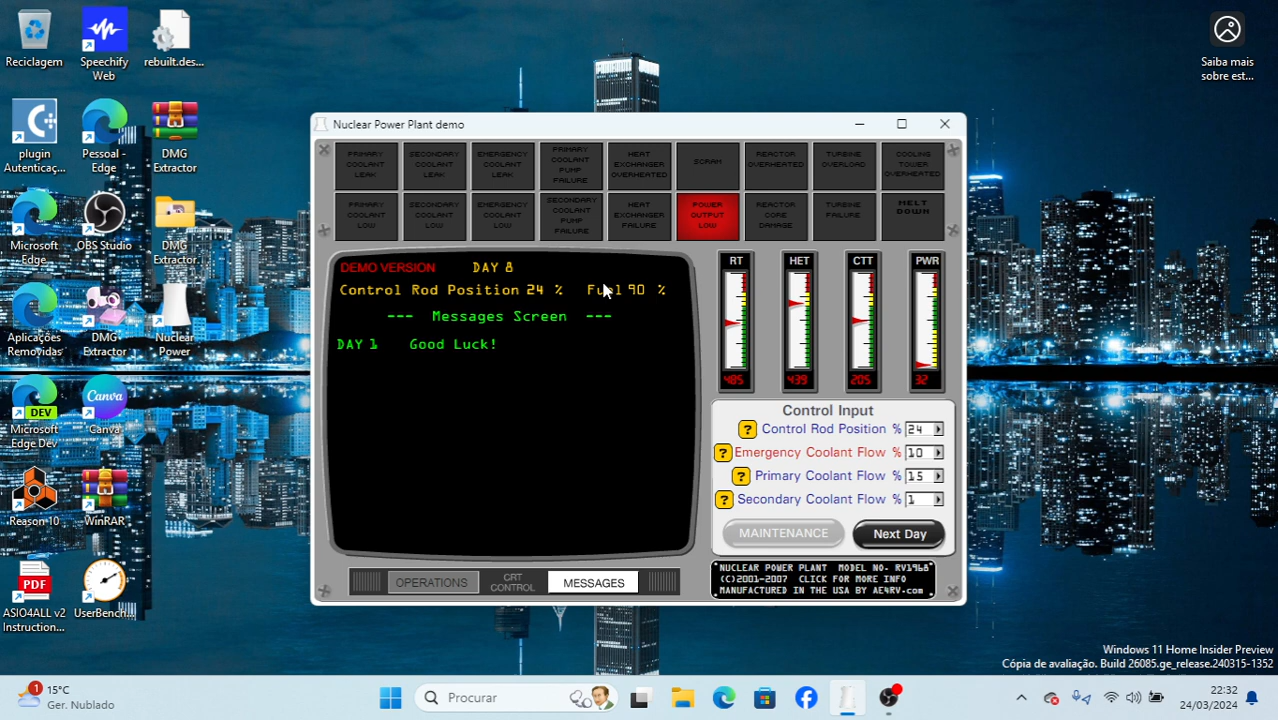 Reciclagem
Speechify
Web
rebuilt.des...
Saiba mais
sobre est...
plugin
Autenticaç...
Pessoal -
Edge
DMG
Extractor
Microsoft
Edge
OBS Studio
DMG
Extractor...
Aplicações
Removidas
DMG
Extractor
Nuclear
Power
DEV
Microsoft
Edge Dev
Canva
Canva
Reason 10
WinRAR
PDF
ASIO4ALL v2
Instruction...
UserBench...
Nuclear Power Plant demo
PRIMARY
COOLANT
LEAK
SECONDARY
COOLANT
LEAK
EMERGENCY
COOLANT
LEAK
PRIMARY
COOLANT
PUMP
FAILURE
HEAT
EXCHANGER
OVERHEATED
SCRAM
REACTOR
OVERHEATED
TURBINE
OVERLOAD
COOLING
TOWER
OVERHEATED
PRIMARY
COOLANT
LOW
SECONDARY
COOLANT
LOW
EMERGENCY
COOLANT
LOW
SECONDARY
COOLANT
PUMP
FAILURE
HEAT
EXCHANGER
FAILURE
POWER
OUTPUT
LOW
REACTOR
CORE
DAMAGE
TURBINE
FAILURE
MELT
DOWN
DEMO VERSION DAY 8
Control Rod Position 24 % Fuel 90 %
--- Messages Screen ---
DAY 1 Good Luck!
RT HET CTT PWR
485 439 205 32
Control Input
? Control Rod Position % 24
? Emergency Coolant Flow % 10
? Primary Coolant Flow % 15
? Secondary Coolant Flow % 1
MAINTENANCE Next Day
OPERATIONS
CRT
CONTROL
MESSAGES
NUCLEAR POWER PLANT MODEL NO. RV1968
(C)2001-2007 CLICK FOR MORE INFO
MANUFACTURED IN THE USA BY AE4RV.com
Windows 11 Home Insider Preview
Cópia de avaliação. Build 26085.ge_release.240315-1352
1
15°C
Ger. Nublado
Procurar
22:32
24/03/2024